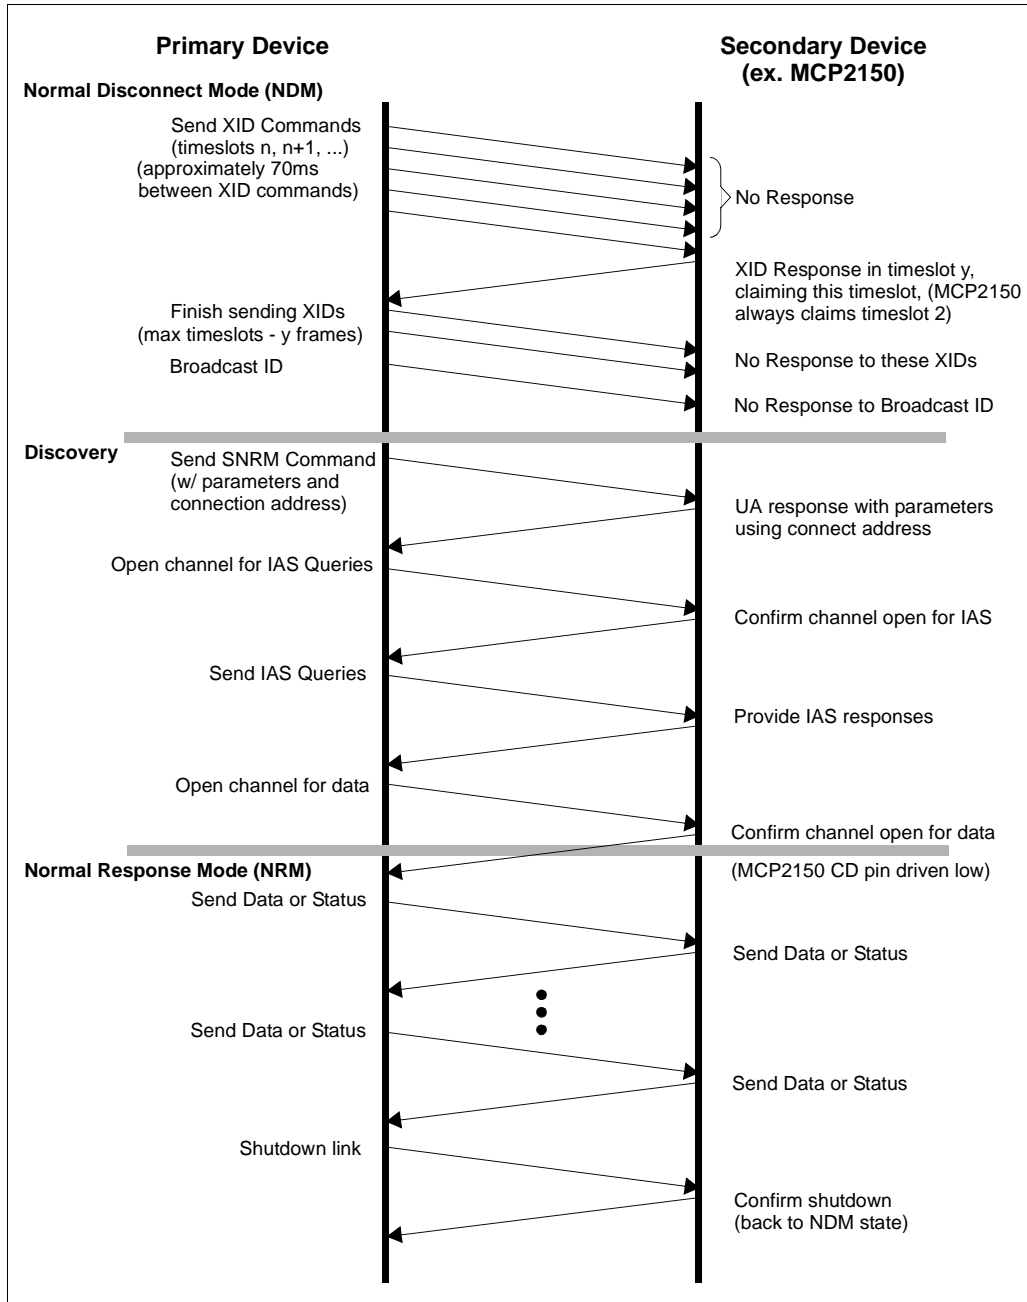 Primary Device
Secondary Device
(ex. MCP2150)
Normal Disconnect Mode (NDM)
Send XID Commands
(timeslots n, n+1, ...)
(approximately 70ms
between XID commands)
No Response
XID Response in timeslot y,
claiming this timeslot, (MCP2150
always claims timeslot 2)
Finish sending XIDs
(max timeslots - y frames)
No Response to these XIDs
Broadcast ID
No Response to Broadcast ID
Discovery
Send SNRM Command
(w/ parameters and
connection address)
UA response with parameters
using connect address
Open channel for IAS Queries
Confirm channel open for IAS
Send IAS Queries
Provide IAS responses
Open channel for data
Confirm channel open for data
Normal Response Mode (NRM)
(MCP2150 CD pin driven low)
Send Data or Status
Send Data or Status
Send Data or Status
Send Data or Status
Shutdown link
Confirm shutdown
(back to NDM state)